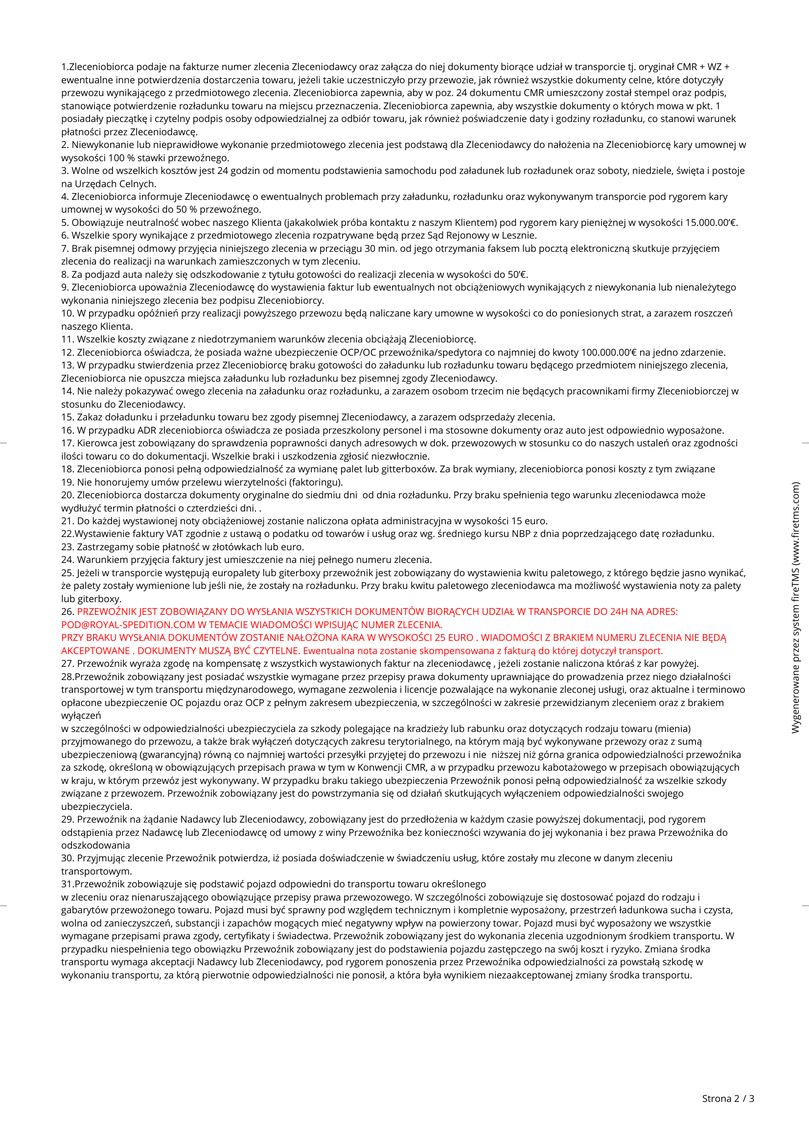 1.Zleceniobiorca podaje na fakturze numer zlecenia Zleceniodawcy oraz załącza do niej dokumenty biorące udział w transporcie tj. oryginał CMR + WZ +
ewentualne inne potwierdzenia dostarczenia towaru, jeżeli takie uczestniczyło przy przewozie, jak również wszystkie dokumenty celne, które dotyczyły
przewozu wynikającego z przedmiotowego zlecenia. Zleceniobiorca zapewnia, aby w poz. 24 dokumentu CMR umieszczony został stempel oraz podpis,
stanowiące potwierdzenie rozładunku towaru na miejscu przeznaczenia. Zleceniobiorca zapewnia, aby wszystkie dokumenty o których mowa w pkt. 1
posiadały pieczątkę i czytelny podpis osoby odpowiedzialnej za odbiór towaru, jak również poświadczenie daty i godziny rozładunku, co stanowi warunek
płatności przez Zleceniodawcę.
2. Niewykonanie lub nieprawidłowe wykonanie przedmiotowego zlecenia jest podstawą dla Zleceniodawcy do nałożenia na Zleceniobiorcę kary umownej w
wysokości 100 % stawki przewoźnego.
3. Wolne od wszelkich kosztów jest 24 godzin od momentu podstawienia samochodu pod załadunek lub rozładunek oraz soboty, niedziele, święta i postoje
na Urzędach Celnych.
4. Zleceniobiorca informuje Zleceniodawcę o ewentualnych problemach przy załadunku, rozładunku oraz wykonywanym transporcie pod rygorem kary
umownej w wysokości do 50 % przewoźnego.
5. Obowiązuje neutralność wobec naszego Klienta (jakakolwiek próba kontaktu z naszym Klientem) pod rygorem kary pieniężnej w wysokości 15.000.00'€.
6. Wszelkie spory wynikające z przedmiotowego zlecenia rozpatrywane będą przez Sąd Rejonowy w Lesznie.
7. Brak pisemnej odmowy przyjęcia niniejszego zlecenia w przeciągu 30 min. od jego otrzymania faksem lub pocztą elektroniczną skutkuje przyjęciem
zlecenia do realizacji na warunkach zamieszczonych w tym zleceniu.
8. Za podjazd auta należy się odszkodowanie z tytułu gotowości do realizacji zlecenia w wysokości do 50'€.
9. Zleceniobiorca upoważnia Zleceniodawcę do wystawienia faktur lub ewentualnych not obciążeniowych wynikających z niewykonania lub nienależytego
wykonania niniejszego zlecenia bez podpisu Zleceniobiorcy.
10. W przypadku opóźnień przy realizacji powyższego przewozu będą naliczane kary umowne w wysokości co do poniesionych strat, a zarazem roszczeń
naszego Klienta.
11. Wszelkie koszty związane z niedotrzymaniem warunków zlecenia obciążają Zleceniobiorcę.
12. Zleceniobiorca oświadcza, że posiada ważne ubezpieczenie OCP/OC przewoźnika/spedytora co najmniej do kwoty 100.000.00'€ na jedno zdarzenie.
13. W przypadku stwierdzenia przez Zleceniobiorcę braku gotowości do załadunku lub rozładunku towaru będącego przedmiotem niniejszego zlecenia,
Zleceniobiorca nie opuszcza miejsca załadunku lub rozładunku bez pisemnej zgody Zleceniodawcy.
14. Nie należy pokazywać owego zlecenia na załadunku oraz rozładunku, a zarazem osobom trzecim nie będących pracownikami firmy Zleceniobiorczej w
stosunku do Zleceniodawcy.
15. Zakaz doładunku i przeładunku towaru bez zgody pisemnej Zleceniodawcy, a zarazem odsprzedaży zlecenia.
16. W przypadku ADR zleceniobiorca oświadcza ze posiada przeszkolony personel i ma stosowne dokumenty oraz auto jest odpowiednio wyposażone.
17. Kierowca jest zobowiązany do sprawdzenia poprawności danych adresowych w dok. przewozowych w stosunku co do naszych ustaleń oraz zgodności
ilości towaru co do dokumentacji. Wszelkie braki i uszkodzenia zgłosić niezwłocznie.
18. Zleceniobiorca ponosi pełną odpowiedzialność za wymianę palet lub gitterboxów. Za brak wymiany, zleceniobiorca ponosi koszty z tym związane
19. Nie honorujemy umów przelewu wierzytelności (faktoringu).
20. Zleceniobiorca dostarcza dokumenty oryginalne do siedmiu dni  od dnia rozładunku. Przy braku spełnienia tego warunku zleceniodawca może
wydłużyć termin płatności o czterdzieści dni. .
21. Do każdej wystawionej noty obciążeniowej zostanie naliczona opłata administracyjna w wysokości 15 euro.
22.Wystawienie faktury VAT zgodnie z ustawą o podatku od towarów i usług oraz wg. średniego kursu NBP z dnia poprzedzającego datę rozładunku.
23. Zastrzegamy sobie płatność w złotówkach lub euro.
24. Warunkiem przyjęcia faktury jest umieszczenie na niej pełnego numeru zlecenia.
25. Jeżeli w transporcie występują europalety lub giterboxy przewoźnik jest zobowiązany do wystawienia kwitu paletowego, z którego będzie jasno wynikać,
że palety zostały wymienione lub jeśli nie, że zostały na rozładunku. Przy braku kwitu paletowego zleceniodawca ma możliwość wystawienia noty za palety
lub giterboxy.
26. PRZEWOŹNIK JEST ZOBOWIĄZANY DO WYSŁANIA WSZYSTKICH DOKUMENTÓW BIORĄCYCH UDZIAŁ W TRANSPORCIE DO 24H NA ADRES:
POD@ROYAL-SPEDITION.COM W TEMACIE WIADOMOŚCI WPISUJĄC NUMER ZLECENIA.
PRZY BRAKU WYSŁANIA DOKUMENTÓW ZOSTANIE NAŁOŻONA KARA W WYSOKOŚCI 25 EURO . WIADOMOŚCI Z BRAKIEM NUMERU ZLECENIA NIE BĘDĄ
AKCEPTOWANE . DOKUMENTY MUSZĄ BYĆ CZYTELNE. Ewentualna nota zostanie skompensowana z fakturą do której dotyczył transport.
27. Przewoźnik wyraża zgodę na kompensatę z wszystkich wystawionych faktur na zleceniodawcę , jeżeli zostanie naliczona któraś z kar powyżej.
28.Przewoźnik zobowiązany jest posiadać wszystkie wymagane przez przepisy prawa dokumenty uprawniające do prowadzenia przez niego działalności
transportowej w tym transportu międzynarodowego, wymagane zezwolenia i licencje pozwalające na wykonanie zleconej usługi, oraz aktualne i terminowo
opłacone ubezpieczenie OC pojazdu oraz OCP z pełnym zakresem ubezpieczenia, w szczególności w zakresie przewidzianym zleceniem oraz z brakiem
wyłączeń
w szczególności w odpowiedzialności ubezpieczyciela za szkody polegające na kradzieży lub rabunku oraz dotyczących rodzaju towaru (mienia)
przyjmowanego do przewozu, a także brak wyłączeń dotyczących zakresu terytorialnego, na którym mają być wykonywane przewozy oraz z sumą
ubezpieczeniową (gwarancyjną) równą co najmniej wartości przesyłki przyjętej do przewozu i nie  niższej niż górna granica odpowiedzialności przewoźnika
za szkodę, określoną w obowiązujących przepisach prawa w tym w Konwencji CMR, a w przypadku przewozu kabotażowego w przepisach obowiązujących
w kraju, w którym przewóz jest wykonywany. W przypadku braku takiego ubezpieczenia Przewoźnik ponosi pełną odpowiedzialność za wszelkie szkody
związane z przewozem. Przewoźnik zobowiązany jest do powstrzymania się od działań skutkujących wyłączeniem odpowiedzialności swojego
ubezpieczyciela.
29. Przewoźnik na żądanie Nadawcy lub Zleceniodawcy, zobowiązany jest do przedłożenia w każdym czasie powyższej dokumentacji, pod rygorem
odstąpienia przez Nadawcę lub Zleceniodawcę od umowy z winy Przewoźnika bez konieczności wzywania do jej wykonania i bez prawa Przewoźnika do
odszkodowania
30. Przyjmując zlecenie Przewoźnik potwierdza, iż posiada doświadczenie w świadczeniu usług, które zostały mu zlecone w danym zleceniu
transportowym.
31.Przewoźnik zobowiązuje się podstawić pojazd odpowiedni do transportu towaru określonego
w zleceniu oraz nienaruszającego obowiązujące przepisy prawa przewozowego. W szczególności zobowiązuje się dostosować pojazd do rodzaju i
gabarytów przewożonego towaru. Pojazd musi być sprawny pod względem technicznym i kompletnie wyposażony, przestrzeń ładunkowa sucha i czysta,
wolna od zanieczyszczeń, substancji i zapachów mogących mieć negatywny wpływ na powierzony towar. Pojazd musi być wyposażony we wszystkie
wymagane przepisami prawa zgody, certyfikaty i świadectwa. Przewoźnik zobowiązany jest do wykonania zlecenia uzgodnionym środkiem transportu. W
przypadku niespełnienia tego obowiązku Przewoźnik zobowiązany jest do podstawienia pojazdu zastępczego na swój koszt i ryzyko. Zmiana środka
transportu wymaga akceptacji Nadawcy lub Zleceniodawcy, pod rygorem ponoszenia przez Przewoźnika odpowiedzialności za powstałą szkodę w
wykonaniu transportu, za którą pierwotnie odpowiedzialności nie ponosił, a która była wynikiem niezaakceptowanej zmiany środka transportu.
Wygenerowane przez system fireTMS (www.firetms.com)
Strona 2 / 3